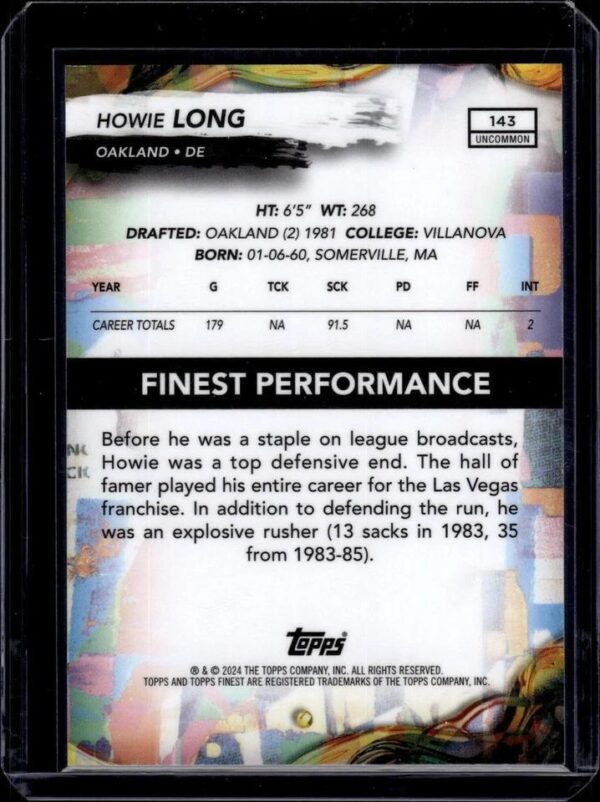 HOWIE LONG
143
UNCOMMON
OAKLAND • DE
HT: 6'5" WT: 268
DRAFTED: OAKLAND (2) 1981 COLLEGE: VILLANOVA
BORN: 01-06-60, SOMERVILLE, MA
YEAR G TCK SCK PD FF INT
CAREER TOTALS 179 NA 91.5 NA NA 2
FINEST PERFORMANCE
Before he was a staple on league broadcasts,
Howie was a top defensive end. The hall of
famer played his entire career for the Las Vegas
franchise. In addition to defending the run, he
was an explosive rusher (13 sacks in 1983, 35
from 1983-85).
topps®
® & © 2024 THE TOPPS COMPANY, INC. ALL RIGHTS RESERVED.
TOPPS AND TOPPS FINEST ARE REGISTERED TRADEMARKS OF THE TOPPS COMPANY, INC.